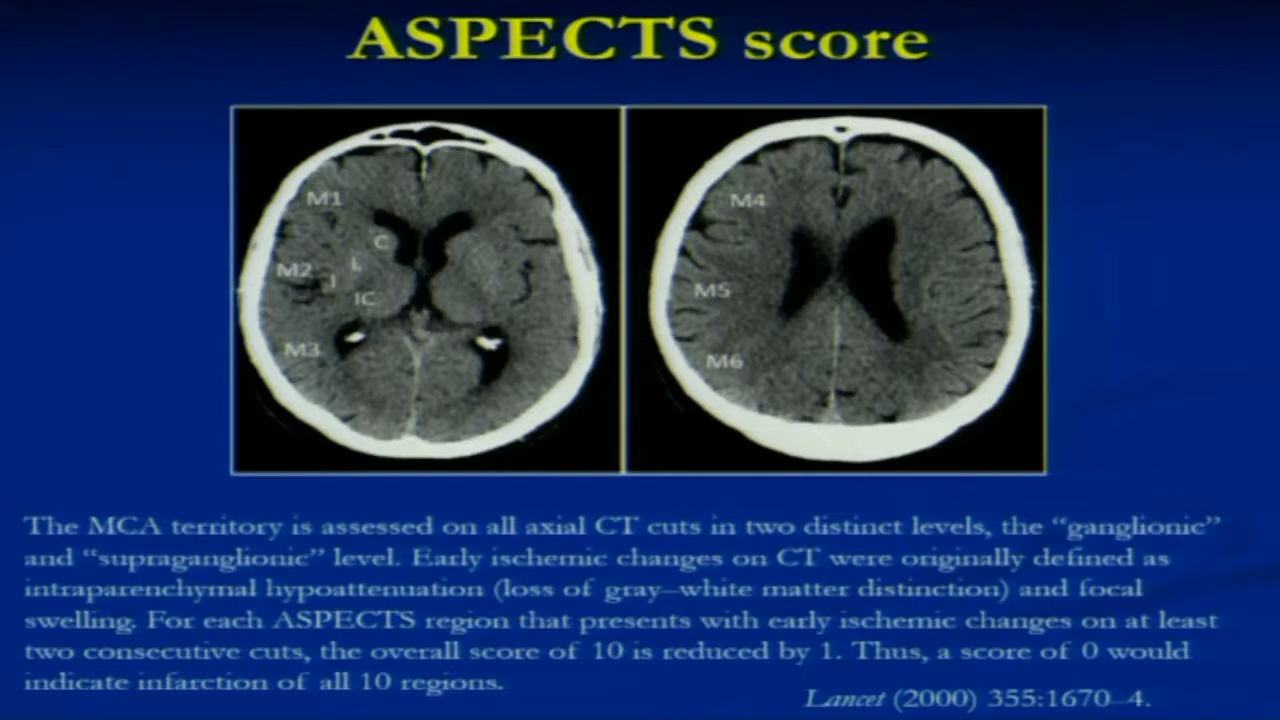 ASPECTS score
M1
C
L
M2
I
IC
M3
M4
M5
M6
The MCA territory is assessed on all axial CT cuts in two distinct levels, the “ganglionic”
and “supraganglionic” level. Early ischemic changes on CT were originally defined as
intraparenchymal hypoattenuation (loss of gray–white matter distinction) and focal
swelling. For each ASPECTS region that presents with early ischemic changes on at least
two consecutive cuts, the overall score of 10 is reduced by 1. Thus, a score of 0 would
indicate infarction of all 10 regions.
Lancet (2000) 355:1670–4.